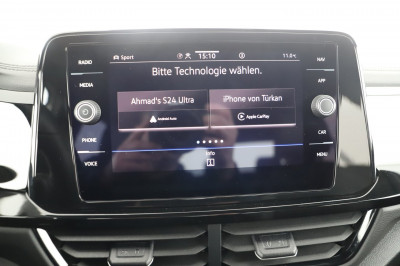 RADIO
MEDIA
PHONE
VOICE
Sport
15:10
11.0
Bitte Technologie wählen.
Ahmad's S24 Ultra
Android Auto
iPhone von Türkan
Apple CarPlay
Info
NAV
APP
CAR
MENU